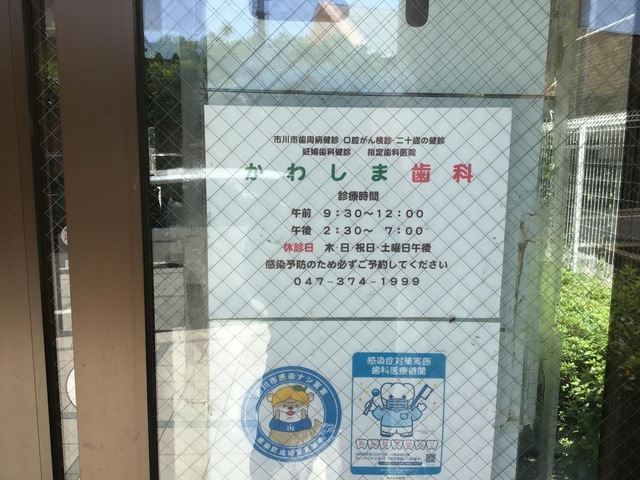 市川市歯周病健診・口腔がん検診・二十歳の健診
妊婦歯科健診　指定歯科医院
かわしま歯科
診療時間
午前 9:30～12:00
午後 2:30～ 7:00
休診日 木・日・祝日・土曜日午後
感染予防のため必ずご予約してください
047-374-1999
感染症対策実施
歯科医療機関